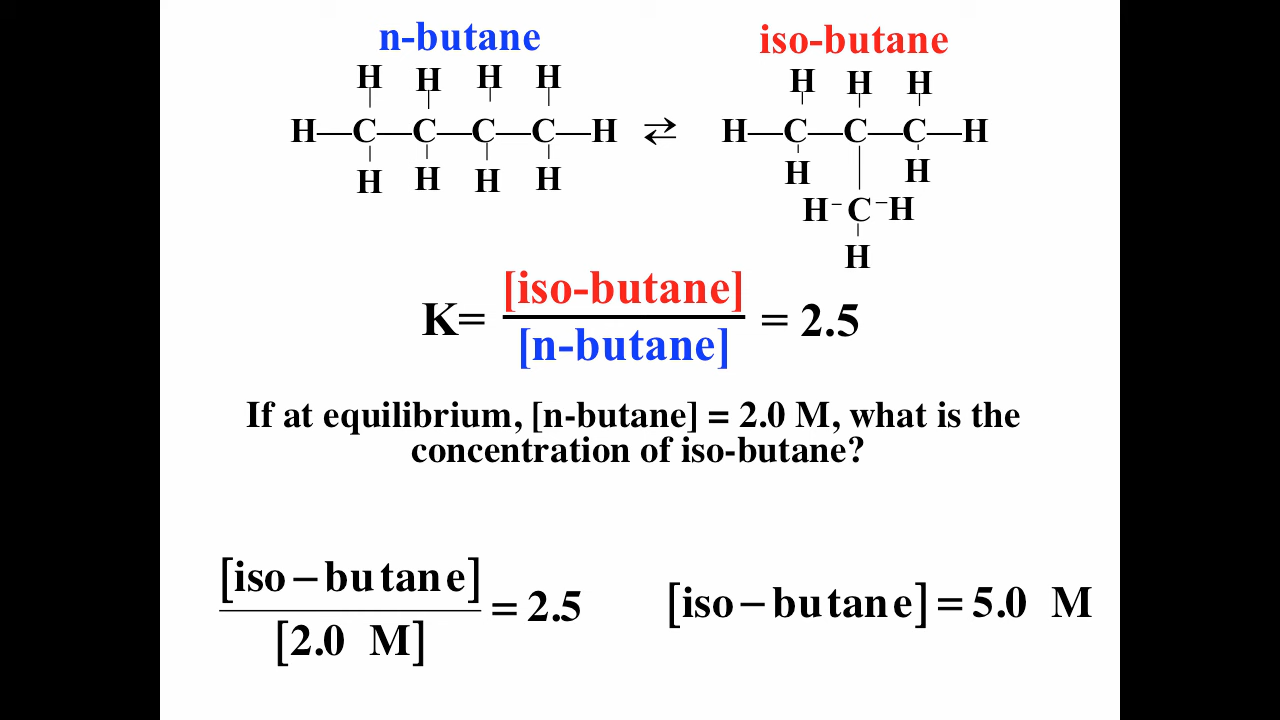 n-butane iso-butane
H H H H H H H
H—C—C—C—C—H ⇄ H—C—C—C—H
H H H H H H
H–C–H
H
K= [iso-butane] / [n-butane] = 2.5
If at equilibrium, [n-butane] = 2.0 M, what is the
concentration of iso-butane?
[iso–butane] / [2.0 M] = 2.5 [iso–butane] = 5.0 M